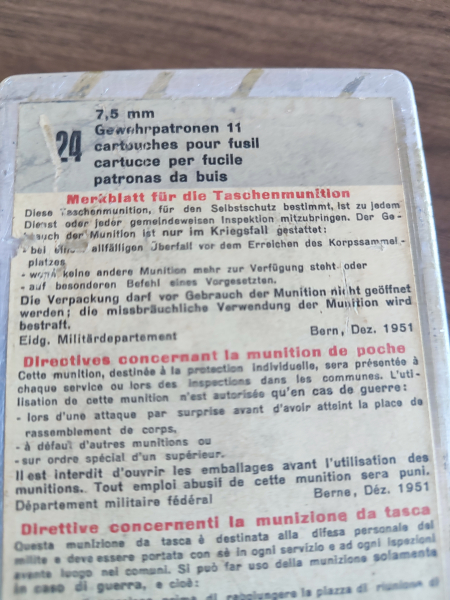 7,5 mm
24 Gewehrpatronen 11
cartouches pour fusil
cartucce per fucile
patronas da buis
Merkblatt für die Taschenmunition
Diese Taschenmunition, für den Selbstschutz bestimmt, ist zu jedem
Dienst oder jeder gemeindeweisen Inspektion mitzubringen. Der Ge-
brauch der Munition ist nur im Kriegsfall gestattet:
- bei einem allfälligen Überfall vor dem Erreichen des Korpssammel-
platzes
- wenn keine andere Munition mehr zur Verfügung steht oder
- auf besonderen Befehl eines Vorgesetzten.
Die Verpackung darf vor Gebrauch der Munition nicht geöffnet
werden; die missbräuchliche Verwendung der Munition wird
bestraft.
Eidg. Militärdepartement Bern, Dez. 1951
Directives concernant la munition de poche
Cette munition, destinée à la protection individuelle, sera présentée à
chaque service ou lors des inspections dans les communes. L'uti-
lisation de cette munition n'est autorisée qu'en cas de guerre:
- lors d'une attaque par surprise avant d'avoir atteint la place de
rassemblement de corps,
- à défaut d'autres munitions ou
- sur ordre spécial d'un supérieur.
Il est interdit d'ouvrir les emballages avant l'utilisation des
munitions. Tout emploi abusif de cette munition sera puni.
Département militaire fédéral Berne, Déz. 1951
Direttive concernenti la munizione da tasca
Questa munizione da tasca è destinata alla difesa personale del
milite e deve essere portata con sè in ogni servizio e ad ogni ispezioni
avente luogo nei comuni. Si può far uso della munizione solamente
in caso di guerra, e cioè:
prima di raggiungere la piazza di riunione di